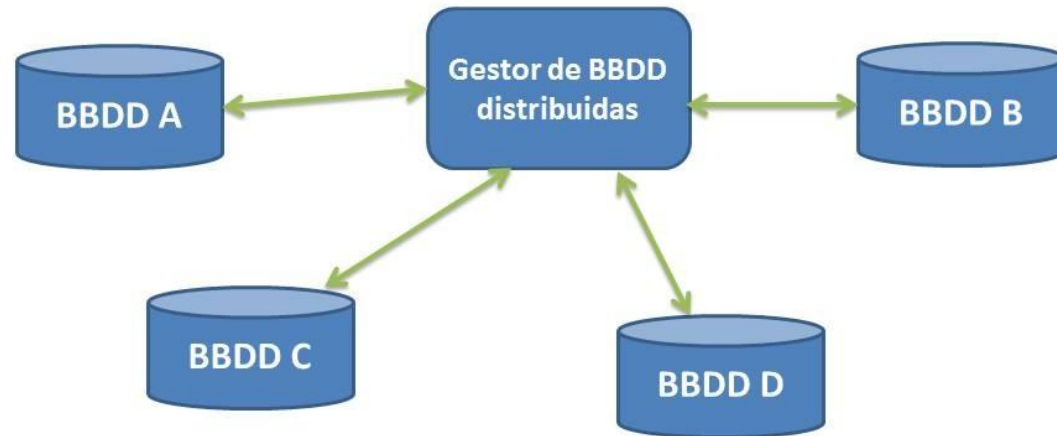 Gestor de BBDD
distribuidas
BBDD A
BBDD B
BBDD C
BBDD D